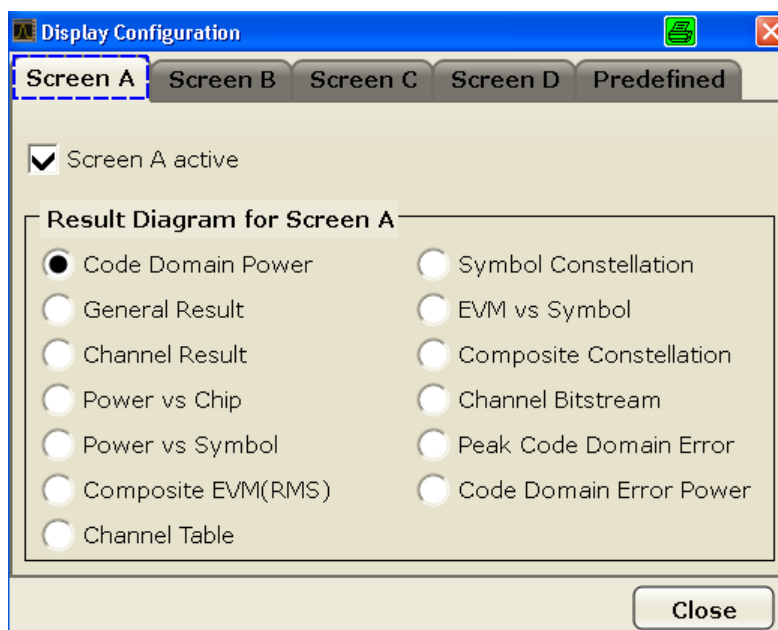 Display Configuration
Screen A Screen B Screen C Screen D Predefined
Screen A active
Result Diagram for Screen A
Code Domain Power
General Result
Channel Result
Power vs Chip
Power vs Symbol
Composite EVM(RMS)
Channel Table
Symbol Constellation
EVM vs Symbol
Composite Constellation
Channel Bitstream
Peak Code Domain Error
Code Domain Error Power
Close